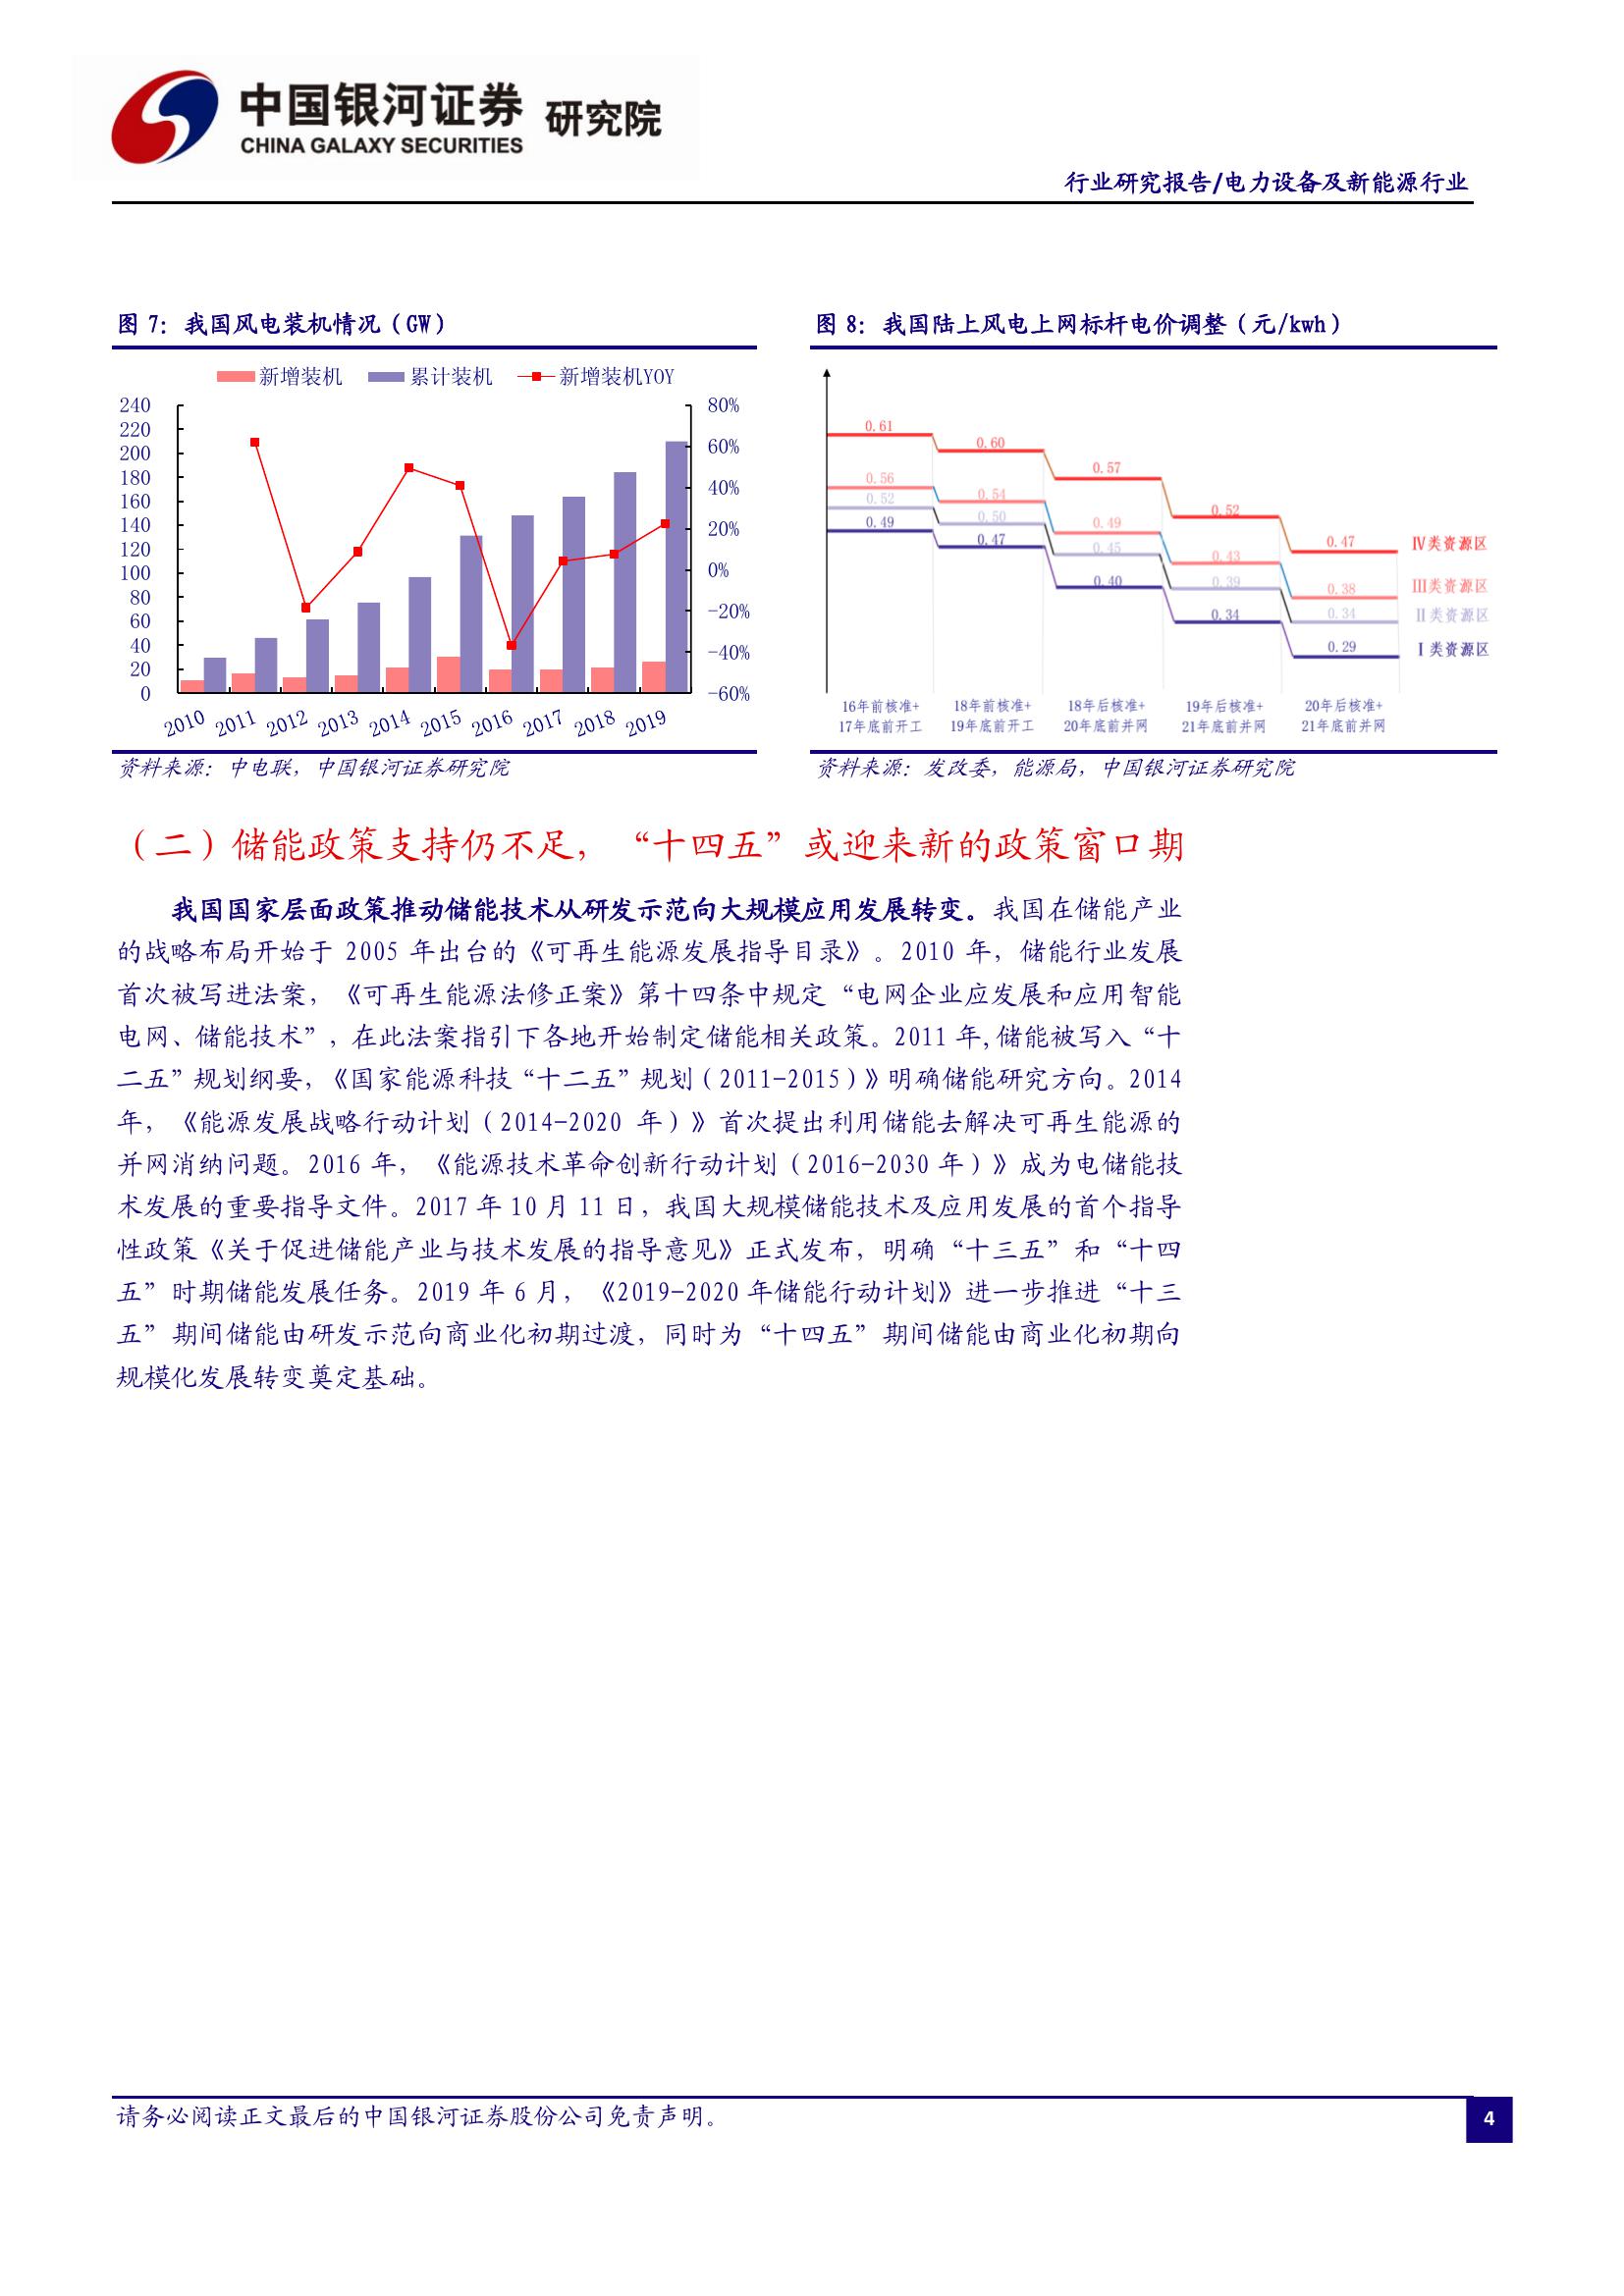 中国银河证券 研究院
CHINA GALAXY SECURITIES
行业研究报告/电力设备及新能源行业
图 7：我国风电装机情况（GW）
新增装机 累计装机 新增装机YOY
240
220
200
180
160
140
120
100
80
60
40
20
0
80%
60%
40%
20%
0%
-20%
-40%
-60%
2010 2011 2012 2013 2014 2015 2016 2017 2018 2019
资料来源：中电联，中国银河证券研究院
图 8：我国陆上风电上网标杆电价调整（元/kwh）
0.61 0.60 0.57 0.52 0.47 Ⅳ类资源区
0.56 0.54 0.49 0.43 0.38 Ⅲ类资源区
0.52 0.50 0.45 0.39 0.34 Ⅱ类资源区
0.49 0.47 0.40 0.34 0.29 Ⅰ类资源区
16年前核准+ 18年前核准+ 18年后核准+ 19年后核准+ 20年后核准+
17年底前开工 19年底前开工 20年底前并网 21年底前并网 21年底前并网
资料来源：发改委，能源局，中国银河证券研究院
（二）储能政策支持仍不足，“十四五”或迎来新的政策窗口期
我国国家层面政策推动储能技术从研发示范向大规模应用发展转变。我国在储能产业
的战略布局开始于 2005 年出台的《可再生能源发展指导目录》。2010 年，储能行业发展
首次被写进法案，《可再生能源法修正案》第十四条中规定“电网企业应发展和应用智能
电网、储能技术”，在此法案指引下各地开始制定储能相关政策。2011 年,储能被写入“十
二五”规划纲要，《国家能源科技“十二五”规划（2011-2015）》明确储能研究方向。2014
年，《能源发展战略行动计划（2014-2020 年）》首次提出利用储能去解决可再生能源的
并网消纳问题。2016 年，《能源技术革命创新行动计划（2016-2030 年）》成为电储能技
术发展的重要指导文件。2017 年 10 月 11 日，我国大规模储能技术及应用发展的首个指导
性政策《关于促进储能产业与技术发展的指导意见》正式发布，明确“十三五”和“十四
五”时期储能发展任务。2019 年 6 月，《2019-2020 年储能行动计划》进一步推进“十三
五”期间储能由研发示范向商业化初期过渡，同时为“十四五”期间储能由商业化初期向
规模化发展转变奠定基础。
请务必阅读正文最后的中国银河证券股份公司免责声明。
4